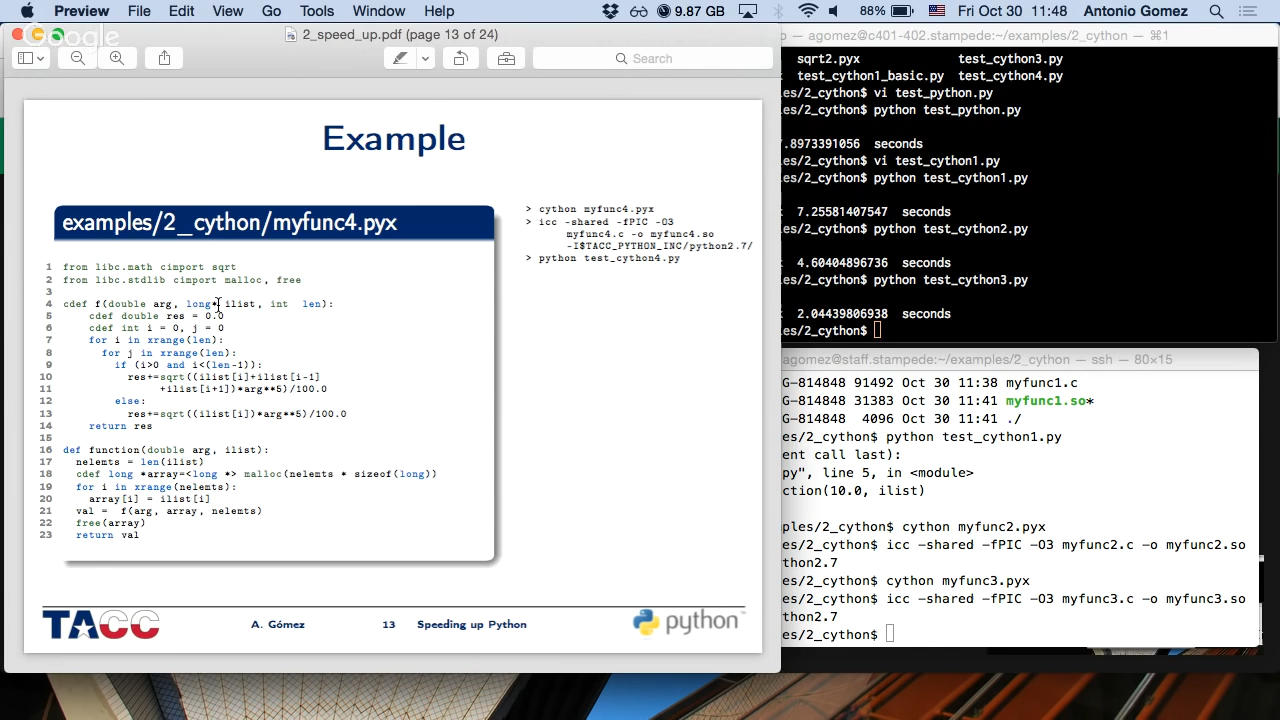 Preview File Edit View Go Tools Window Help 9.87 GB 88% Fri Oct 30 11:48 Antonio Gomez
Google
2_speed_up.pdf (page 13 of 24)
Search
Example
examples/2_cython/myfunc4.pyx
1 from libc.math cimport sqrt
2 from libc.stdlib cimport malloc, free
3
4 cdef f(double arg, long* ilist, int len):
5 cdef double res = 0.0
6 cdef int i = 0, j = 0
7 for i in xrange(len):
8 for j in xrange(len):
9 if (i>0 and i<(len-1)):
10 res+=sqrt((ilist[i]+ilist[i-1]
11 +ilist[i+1])*arg**5)/100.0
12 else:
13 res+=sqrt((ilist[i])*arg**5)/100.0
14 return res
15
16 def function(double arg, ilist):
17 nelemts = len(ilist)
18 cdef long *array=<long *> malloc(nelemts * sizeof(long))
19 for i in xrange(nelemts):
20 array[i] = ilist[i]
21 val = f(arg, array, nelemts)
22 free(array)
23 return val
> cython myfunc4.pyx
> icc -shared -fPIC -O3
myfunc4.c -o myfunc4.so
-I$TACC_PYTHON_INC/python2.7/
> python test_cython4.py
TACC
A. Gómez 13 Speeding up Python
python
— agomez@c401-402.stampede:~/examples/2_cython — ⌘1
sqrt2.pyx test_cython3.py
test_cython1_basic.py test_cython4.py
es/2_cython$ vi test_python.py
es/2_cython$ python test_python.py
7.8973391056 seconds
es/2_cython$ vi test_cython1.py
es/2_cython$ python test_cython1.py
7.25581407547 seconds
es/2_cython$ python test_cython2.py
4.60404896736 seconds
es/2_cython$ python test_cython3.py
2.04439806938 seconds
es/2_cython$
agomez@staff.stampede:~/examples/2_cython — ssh — 80×15
G-814848 91492 Oct 30 11:38 myfunc1.c
G-814848 31383 Oct 30 11:41 myfunc1.so*
G-814848 4096 Oct 30 11:41 ./
es/2_cython$ python test_cython1.py
ent call last):
py", line 5, in <module>
ction(10.0, ilist)
ples/2_cython$ cython myfunc2.pyx
es/2_cython$ icc -shared -fPIC -O3 myfunc2.c -o myfunc2.so
thon2.7
es/2_cython$ cython myfunc3.pyx
es/2_cython$ icc -shared -fPIC -O3 myfunc3.c -o myfunc3.so
thon2.7
es/2_cython$